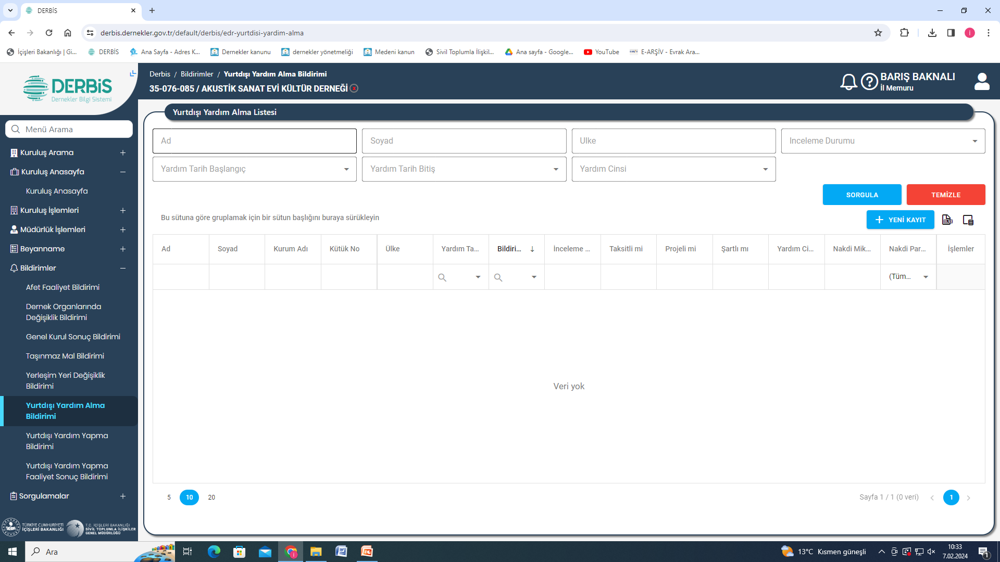 DERBİS
derbis.dernekler.gov.tr/default/derbis/edr-yurtdisi-yardim-alma
İçişleri Bakanlığı | Gi...
DERBİS
Ana Sayfa - Adres K...
Dernekler kanunu
dernekler yönetmeliği
Medeni kanun
Sivil Toplumla İlişkil...
Ana sayfa - Google...
YouTube
E-ARŞİV - Evrak Ara...
DERBİS
Dernekler Bilgi Sistemi
Derbis / Bildirimler / Yurtdışı Yardım Alma Bildirimi
35-076-085 / AKUSTİK SANAT EVİ KÜLTÜR DERNEĞİ x
BARIŞ BAKNALI
İl Memuru
Menü Arama
Kuruluş Arama
Kuruluş Anasayfa
Kuruluş Anasayfa
Kuruluş İşlemleri
Müdürlük İşlemleri
Beyanname
Bildirimler
Afet Faaliyet Bildirimi
Dernek Organlarında
Değişiklik Bildirimi
Genel Kurul Sonuç Bildirimi
Taşınmaz Mal Bildirimi
Yerleşim Yeri Değişiklik
Bildirimi
Yurtdışı Yardım Alma
Bildirimi
Yurtdışı Yardım Yapma
Bildirimi
Yurtdışı Yardım Yapma
Faaliyet Sonuç Bildirimi
Sorgulamalar
TÜRKİYE CUMHURİYETİ
İÇİŞLERİ BAKANLIĞI
T.C. İÇİŞLERİ BAKANLIĞI
SİVİL TOPLUMLA İLİŞKİLER
GENEL MÜDÜRLÜĞÜ
Yurtdışı Yardım Alma Listesi
Ad
Soyad
Ulke
Inceleme Durumu
Yardım Tarih Başlangıç
Yardım Tarih Bitiş
Yardım Cinsi
SORGULA
TEMİZLE
Bu sütuna göre gruplamak için bir sütun başlığını buraya sürükleyin
YENİ KAYIT
XLSX
Ad
Soyad
Kurum Adı
Kütük No
Ülke
Yardım Ta...
Bildiri...
İnceleme ...
Taksitli mi
Projeli mi
Şartlı mı
Yardım Ci...
Nakdi Mik...
Nakdi Par...
İşlemler
(Tüm...
Veri yok
5
10
20
Sayfa 1 / 1 (0 veri)
1
Ara
13°C Kısmen güneşli
10:33
7.02.2024
1